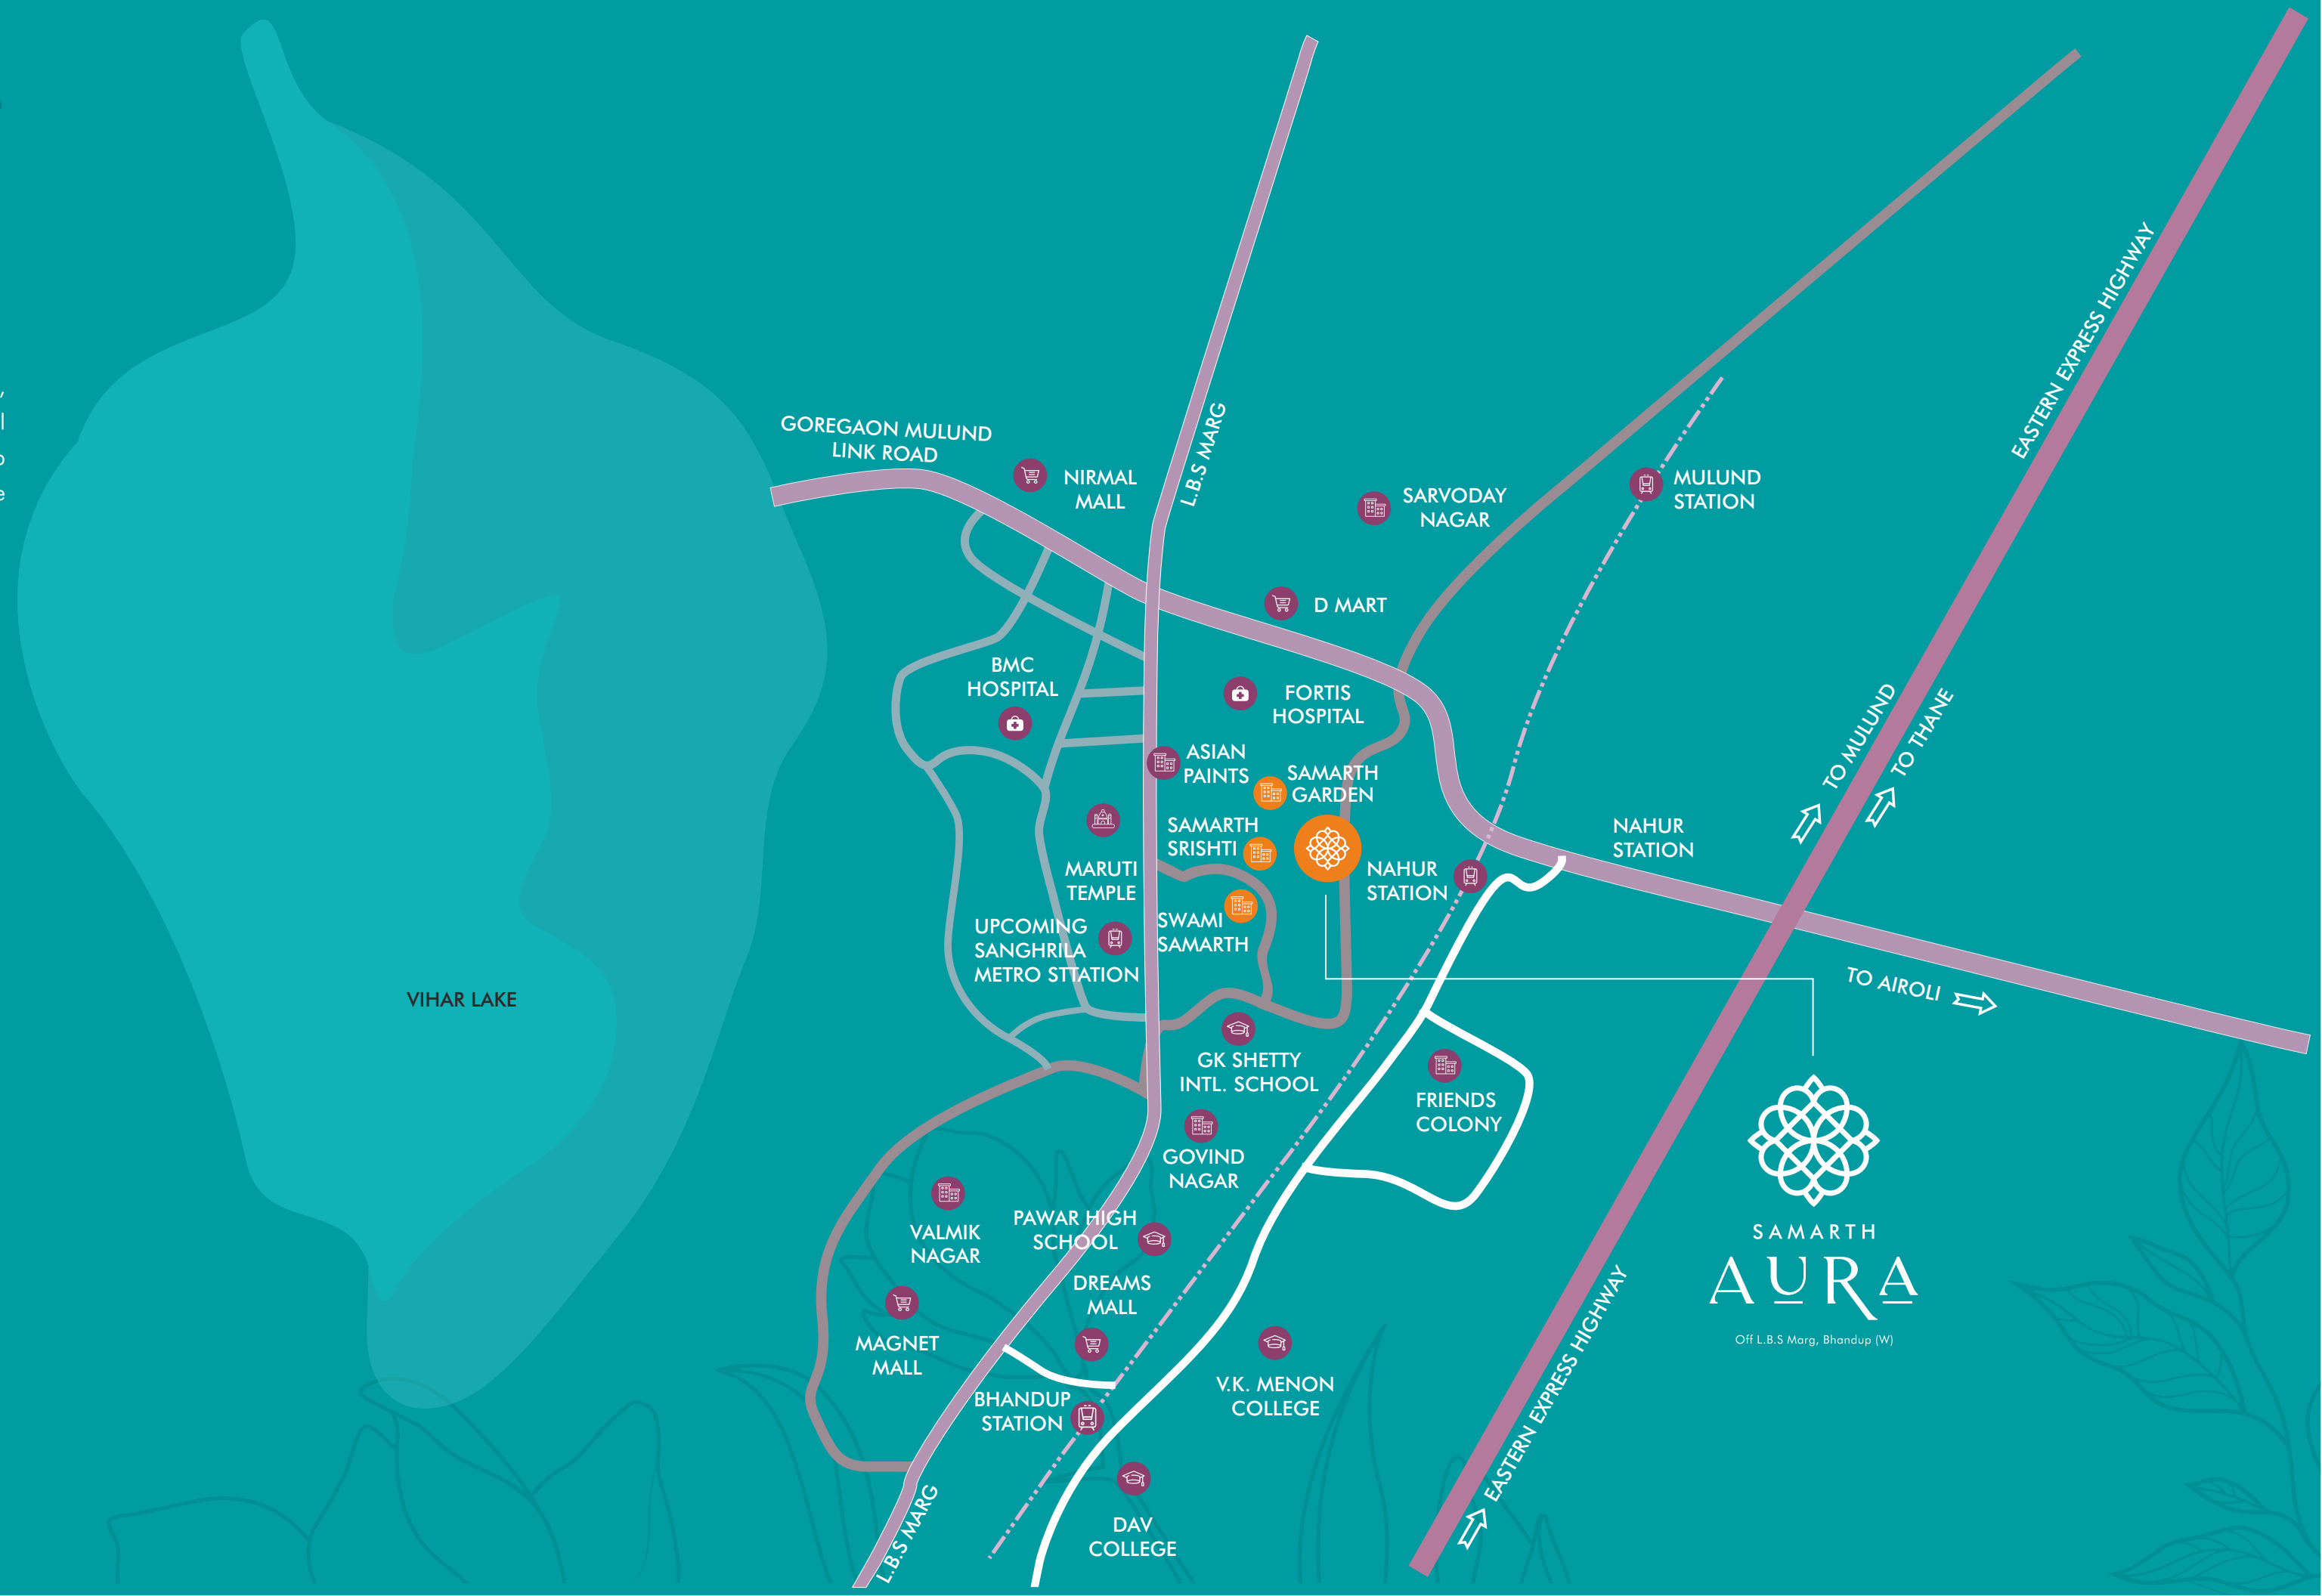 GOREGAON MULUND
LINK ROAD
NIRMAL
MALL
L.B.S MARG
SARVODAY
NAGAR
MULUND
STATION
EASTERN EXPRESS HIGHWAY
D MART
BMC
HOSPITAL
FORTIS
HOSPITAL
TO MULUND
TO THANE
ASIAN
PAINTS
SAMARTH
GARDEN
SAMARTH
SRISHTI
NAHUR
STATION
MARUTI
TEMPLE
NAHUR
STATION
SWAMI
SAMARTH
UPCOMING
SANGHRILA
METRO STTATION
TO AIROLI
VIHAR LAKE
GK SHETTY
INTL. SCHOOL
FRIENDS
COLONY
GOVIND
NAGAR
VALMIK
NAGAR
PAWAR HIGH
SCHOOL
DREAMS
MALL
SAMARTH
AURA
Off L.B.S Marg, Bhandup (W)
MAGNET
MALL
V.K. MENON
COLLEGE
BHANDUP
STATION
EASTERN EXPRESS HIGHWAY
L.B.S MARG
DAV
COLLEGE